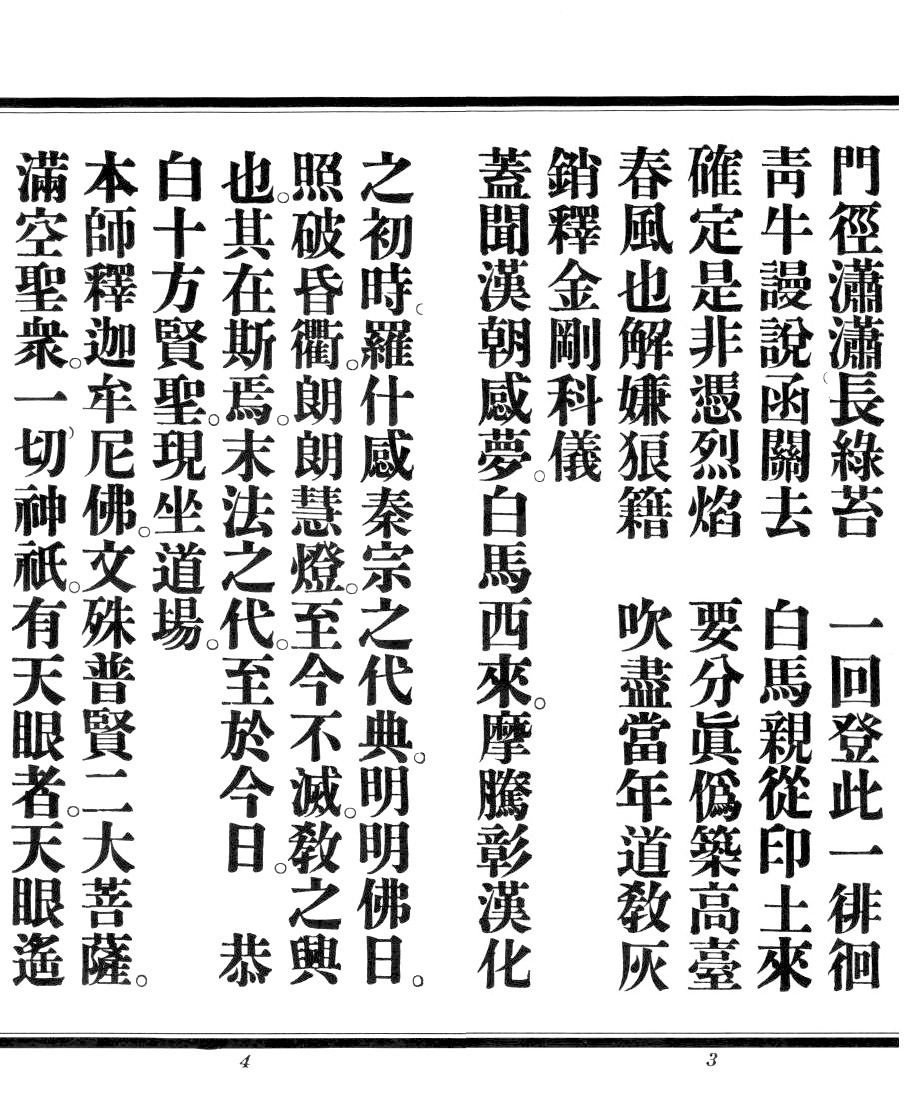 門徑瀟瀟長綠苔　一回登此一徘徊
靑牛謾說函關去　白馬親從印土來
確定是非憑烈焰　要分眞僞築高臺
春風也解嫌狼籍　吹盡當年道敎灰
銷釋金剛科儀
蓋聞漢朝感夢。白馬西來。摩騰彰漢化
3
之初時。羅什感秦宗之代典。明明佛日。
照破昏衢。朗朗慧燈。至今不滅。敎之興
也。其在斯焉。末法之代。至於今日。　恭
白十方賢聖。現坐道場。
本師釋迦牟尼佛。文殊普賢二大菩薩。
滿空聖衆。一切神祇。有天眼者。天眼遙
4